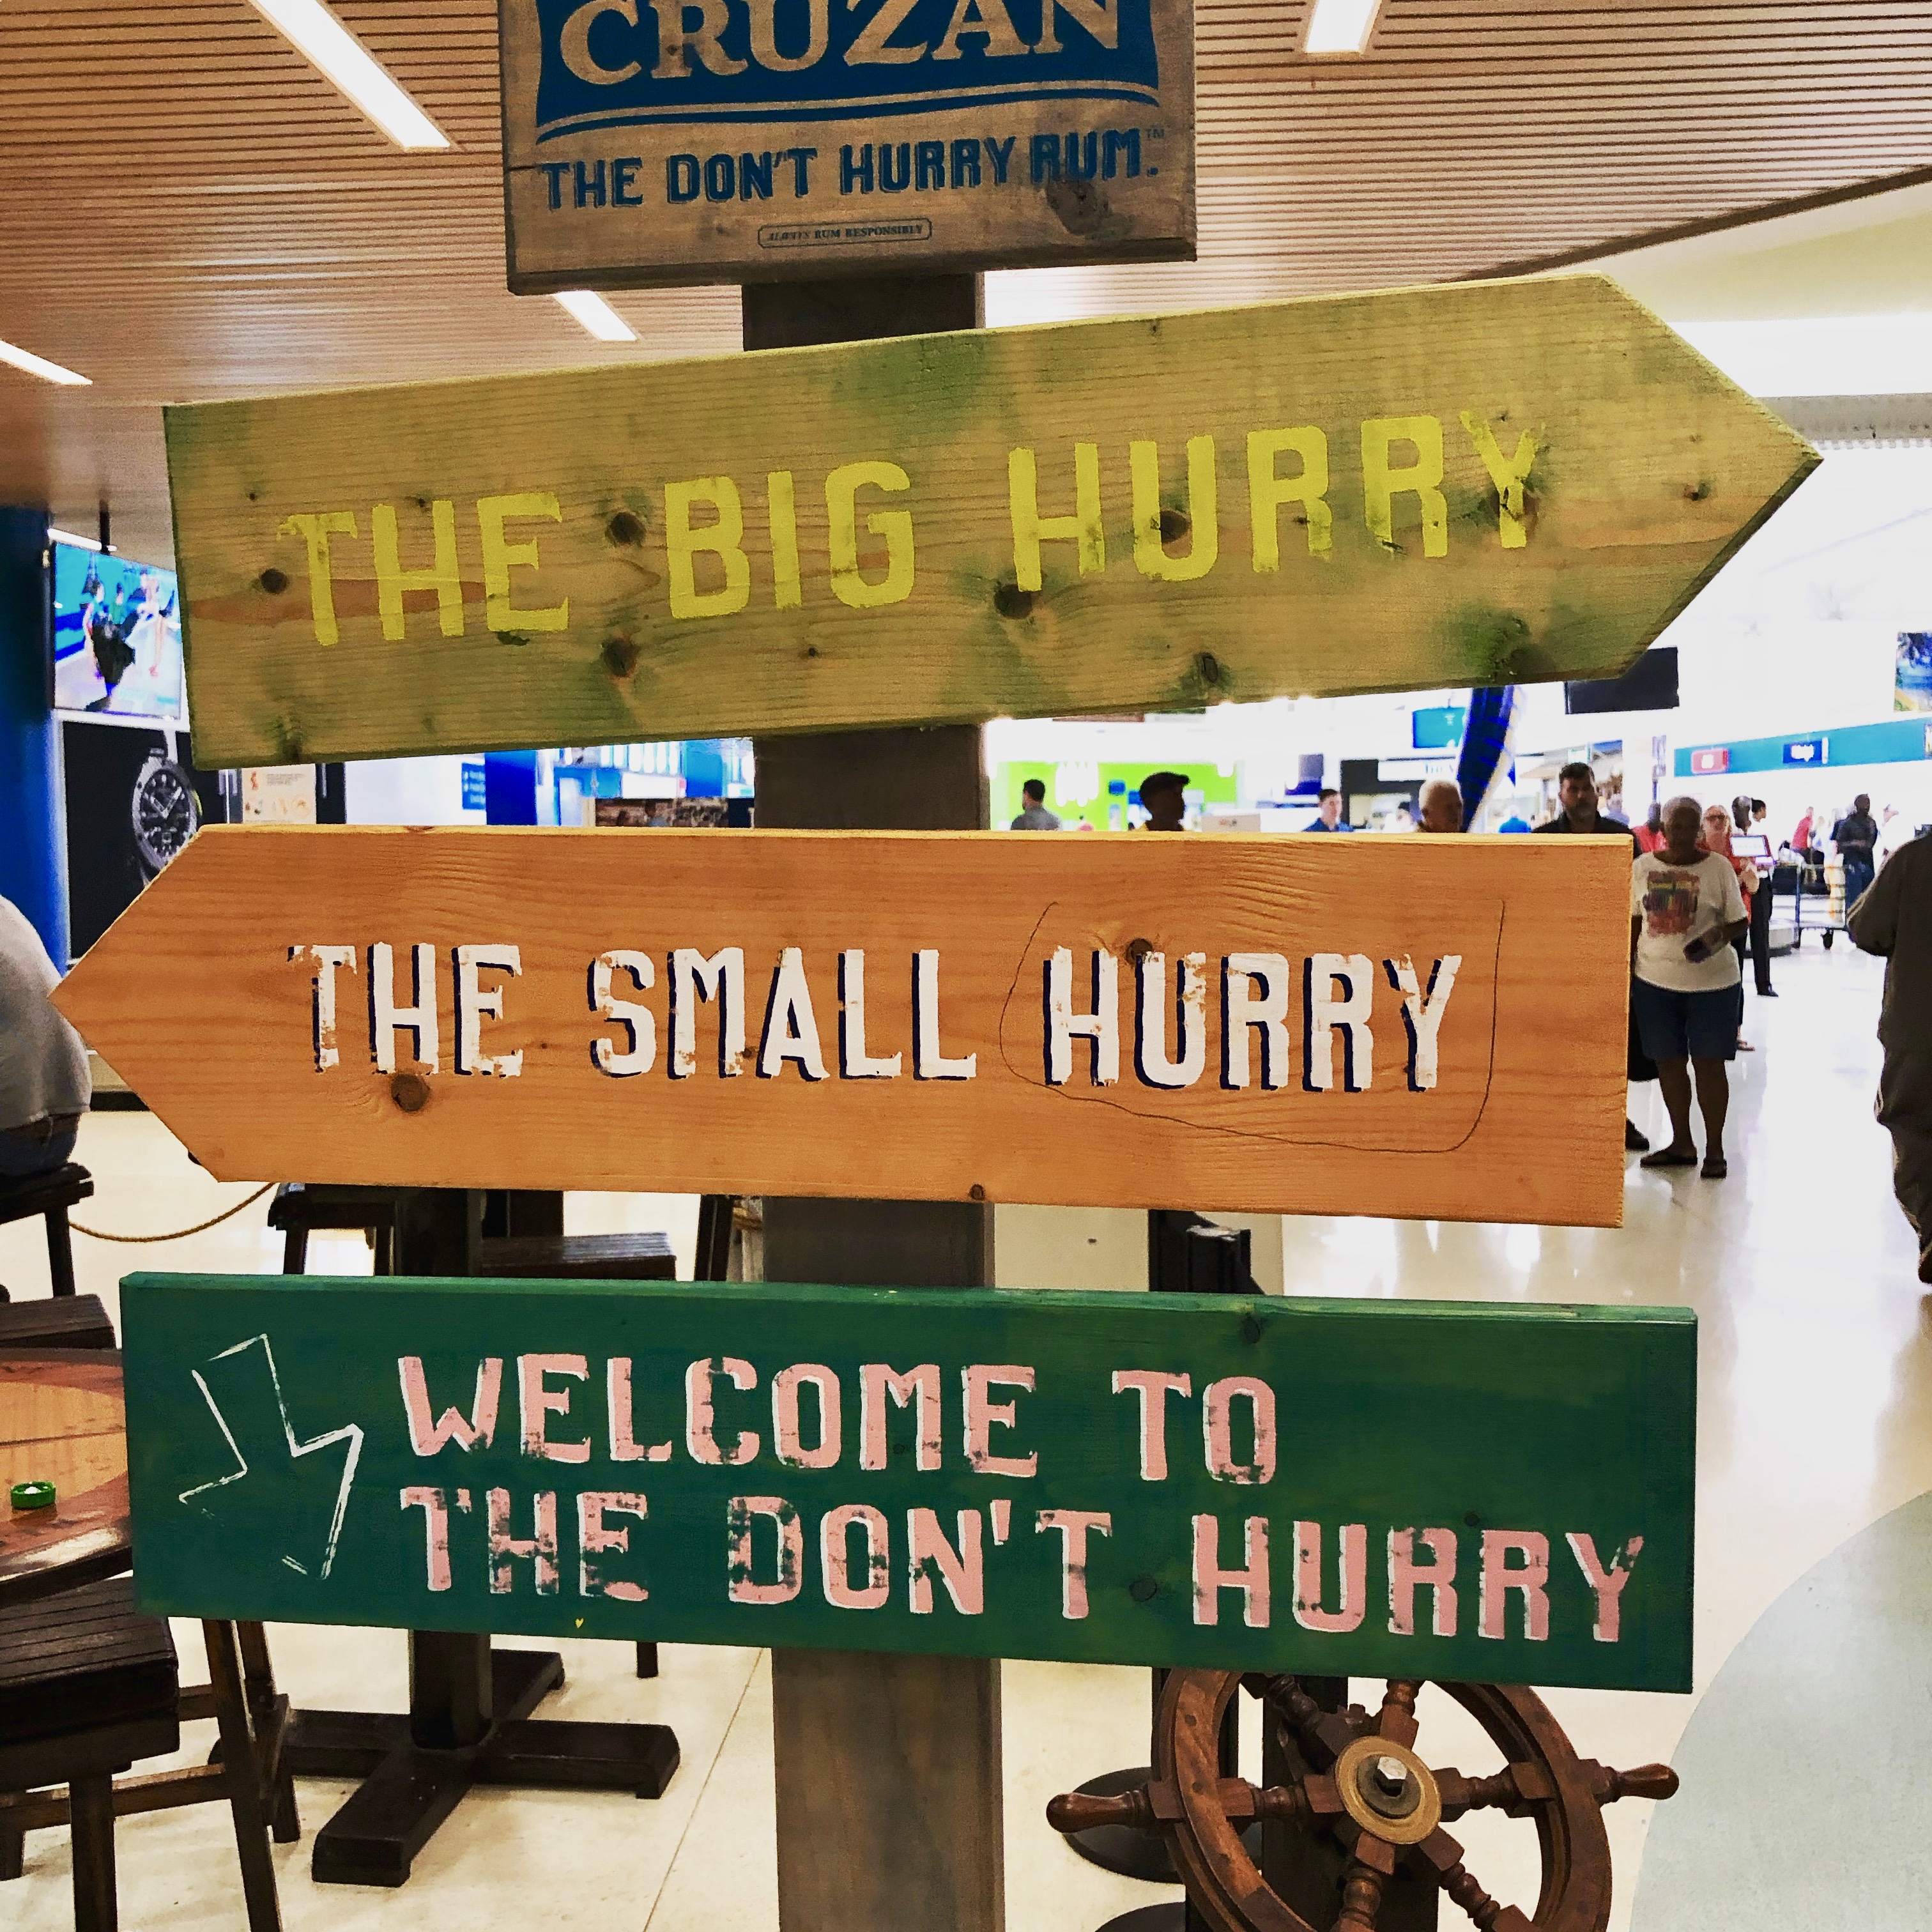 CRUZAN
THE DON'T HURRY RUM.™
ALWAYS RUM RESPONSIBLY
THE BIG HURRY
THE SMALL HURRY
WELCOME TO
THE DON'T HURRY